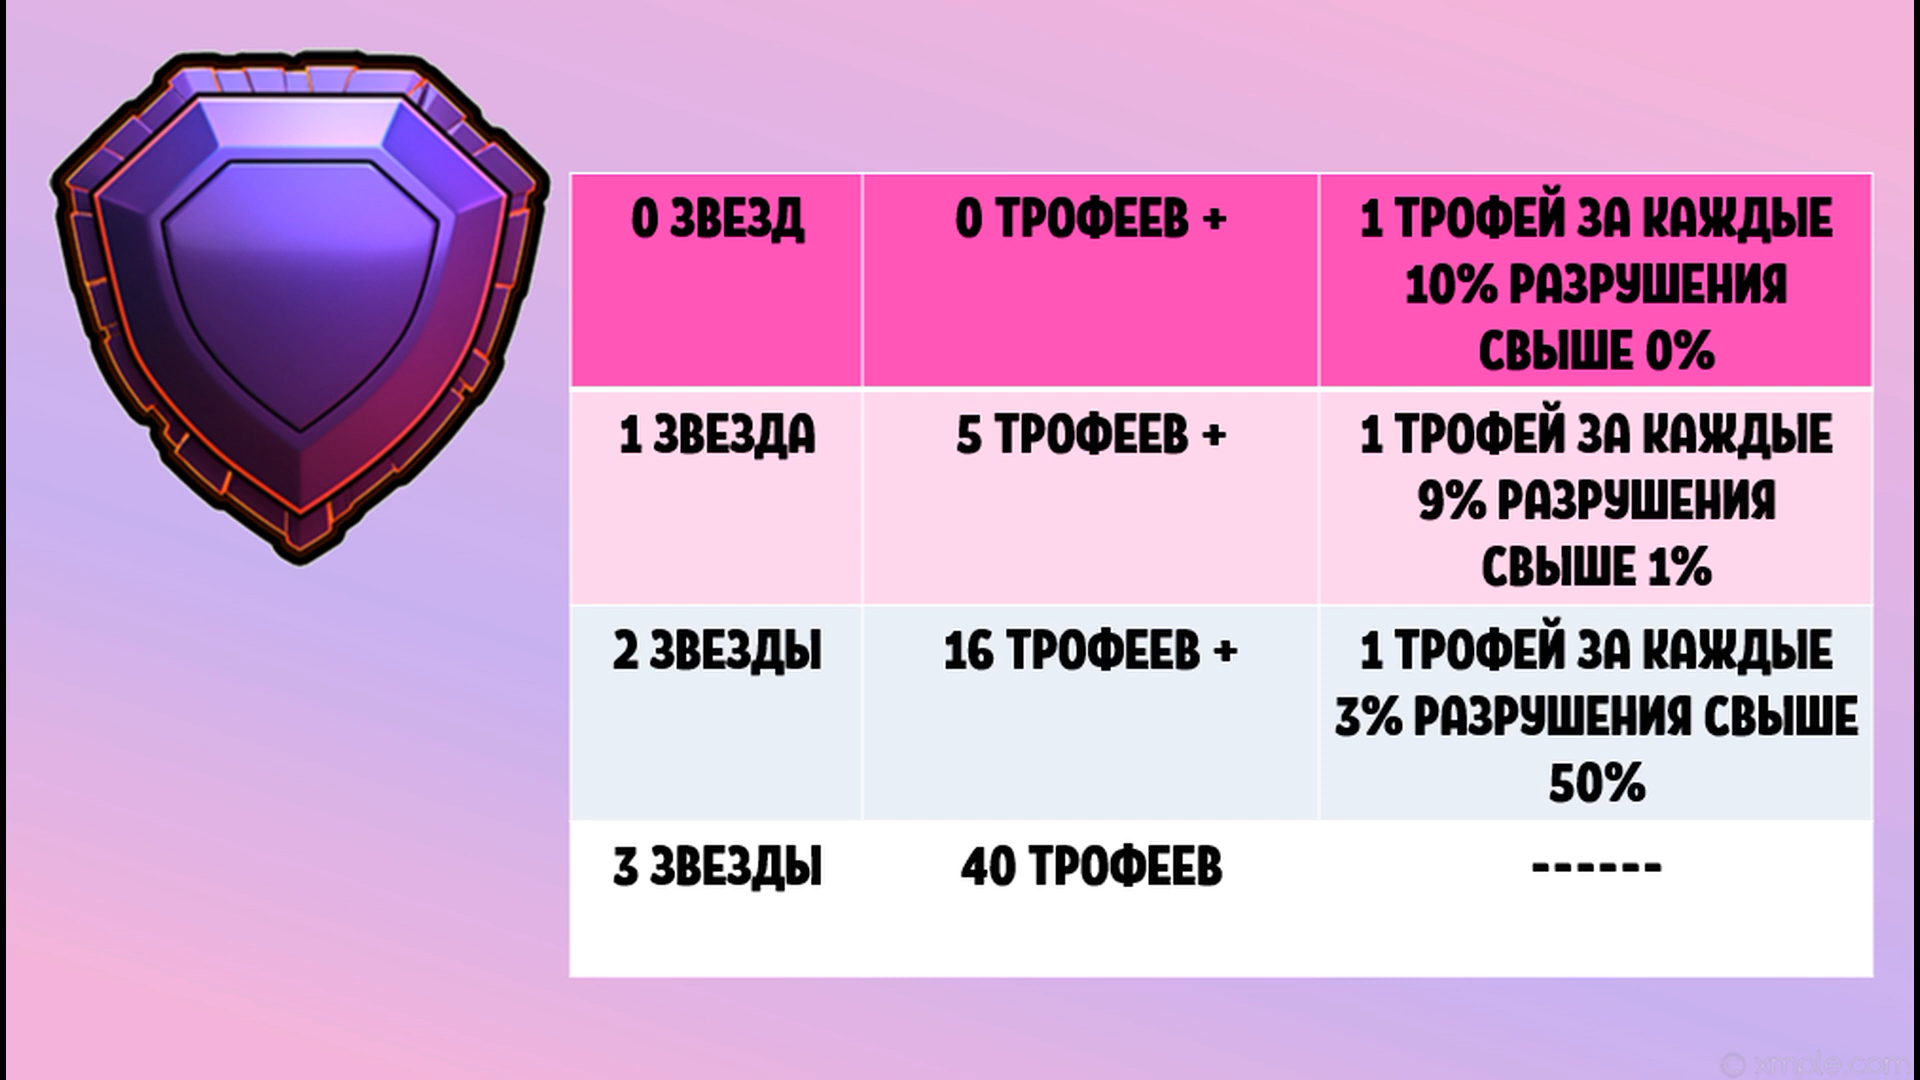 0 ЗВЕЗД
0 ТРОФЕЕВ +
1 ТРОФЕЙ ЗА КАЖДЫЕ
10% РАЗРУШЕНИЯ
СВЫШЕ 0%
1 ЗВЕЗДА
5 ТРОФЕЕВ +
1 ТРОФЕЙ ЗА КАЖДЫЕ
9% РАЗРУШЕНИЯ
СВЫШЕ 1%
2 ЗВЕЗДЫ
16 ТРОФЕЕВ +
1 ТРОФЕЙ ЗА КАЖДЫЕ
3% РАЗРУШЕНИЯ СВЫШЕ
50%
3 ЗВЕЗДЫ
40 ТРОФЕЕВ
------